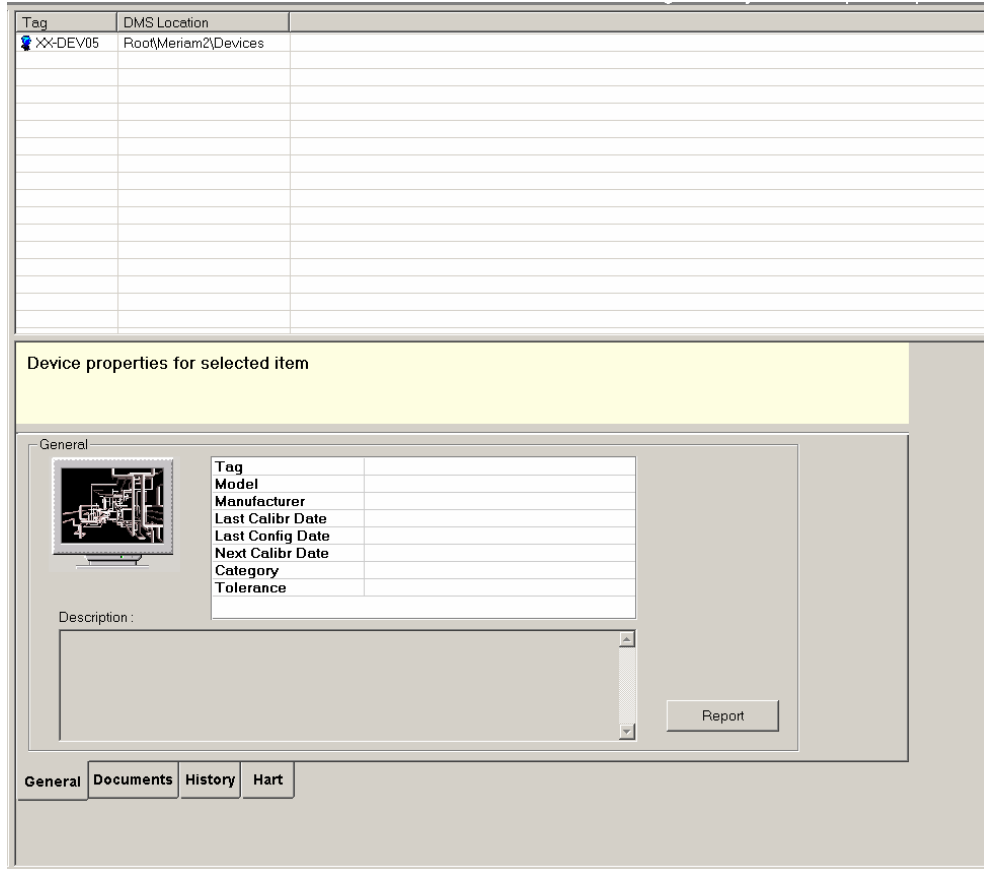 Tag DMS Location
XX-DEV05 Root\Meriam2\Devices
Device properties for selected item
General
Tag
Model
Manufacturer
Last Calibr Date
Last Config Date
Next Calibr Date
Category
Tolerance
Description :
Report
General Documents History Hart